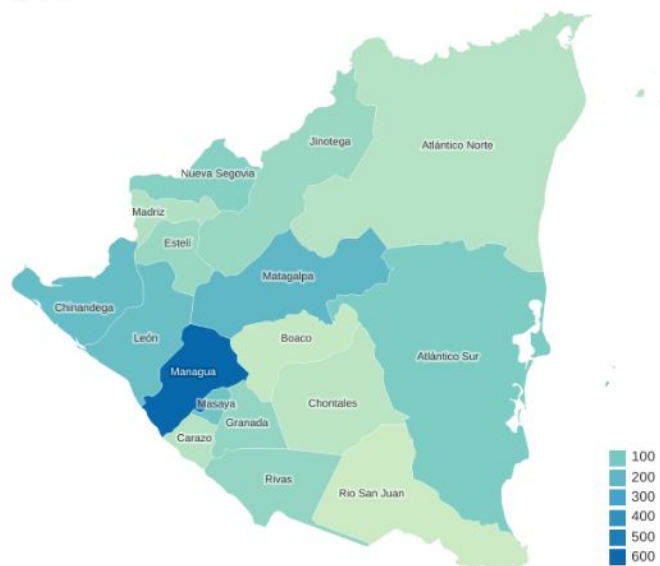 Jinotega
Atlántico Norte
Nueva Segovia
Madriz
Estelí
Matagalpa
Chinandega
León
Boaco
Atlántico Sur
Managua
Masaya
Chontales
Granada
Carazo
Rivas
Rio San Juan
100
200
300
400
500
600